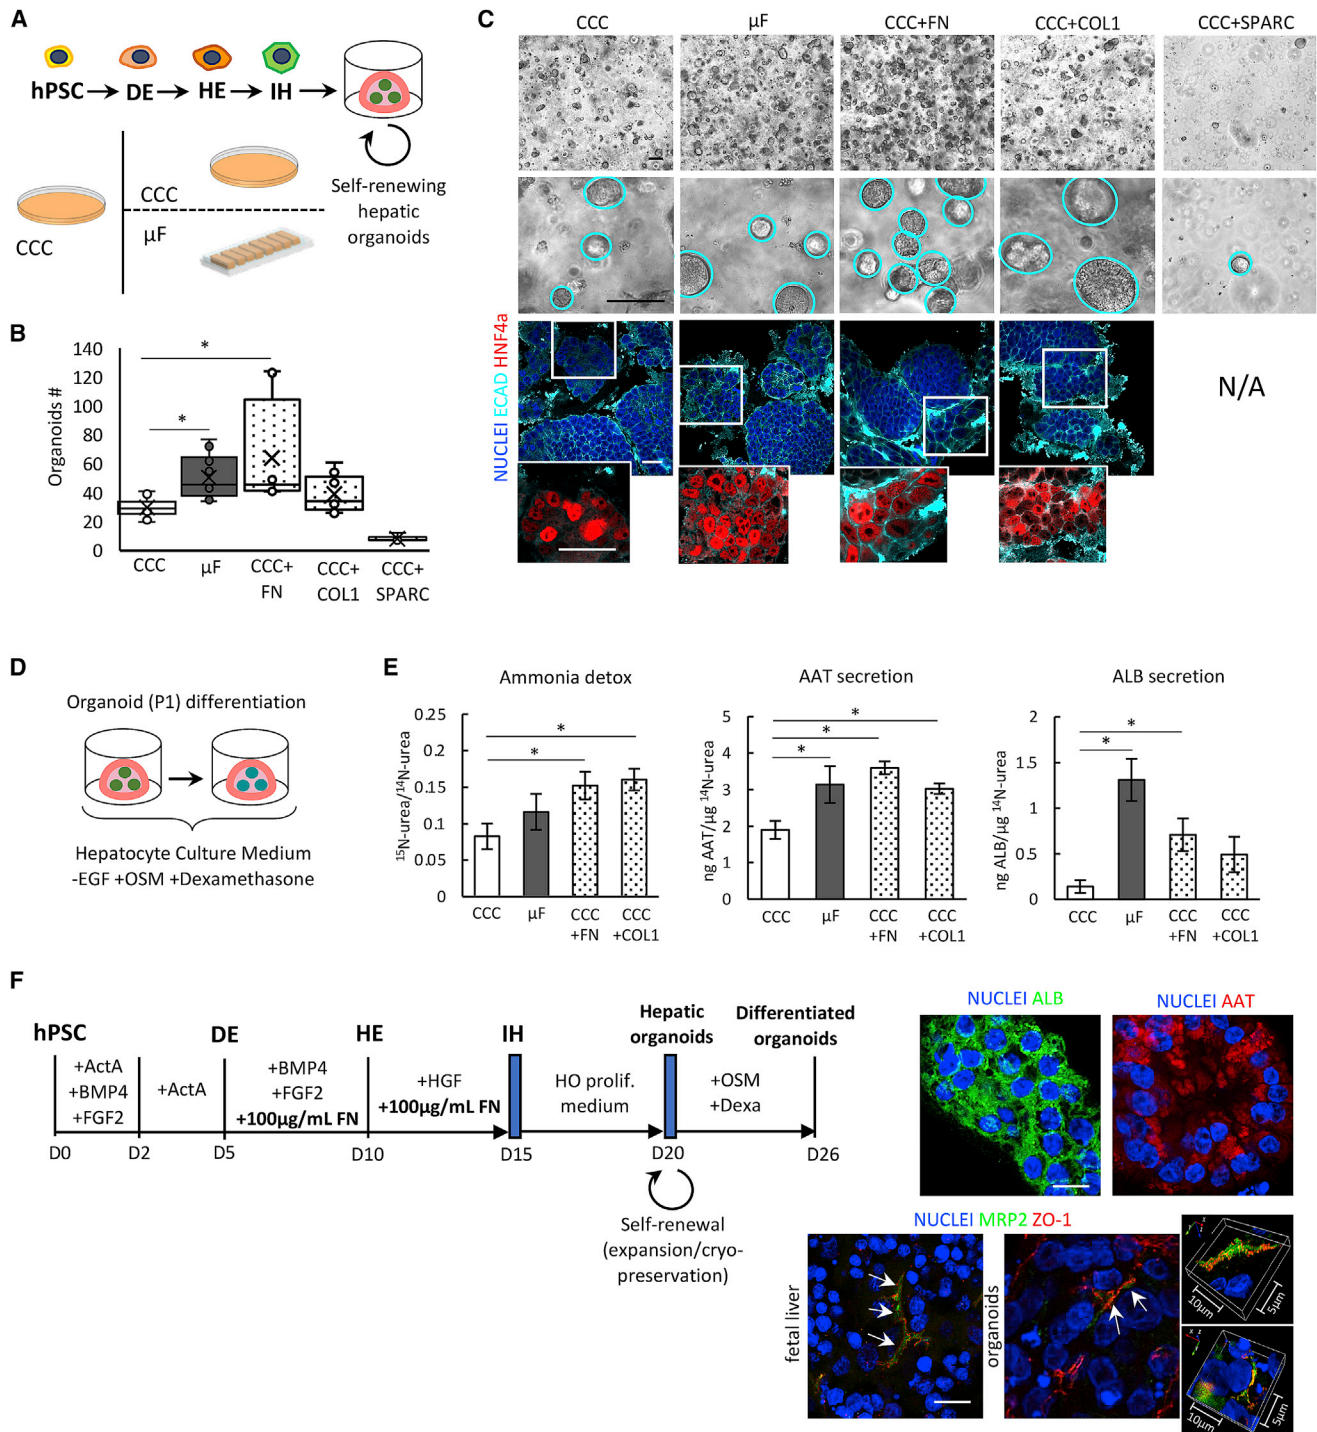 A
hPSC
DE
HE
IH
CCC
CCC
µF
Self-renewing
hepatic
organoids
B
Organoids #
140
120
100
80
60
40
20
0
*
*
CCC
µF
CCC+
FN
CCC+
COL1
CCC+
SPARC
C
CCC
µF
CCC+FN
CCC+COL1
CCC+SPARC
NUCLEI ECAD HNF4a
N/A
D
Organoid (P1) differentiation
Hepatocyte Culture Medium
-EGF +OSM +Dexamethasone
E
Ammonia detox
¹⁵N-urea/¹⁴N-urea
0.25
0.2
0.15
0.1
0.05
0
*
*
CCC
µF
CCC
+FN
CCC
+COL1
AAT secretion
ng AAT/µg ¹⁴N-urea
5
4
3
2
1
0
*
*
*
CCC
µF
CCC
+FN
CCC
+COL1
ALB secretion
ng ALB/µg ¹⁴N-urea
2
1.5
1
0.5
0
*
*
CCC
µF
CCC
+FN
CCC
+COL1
F
hPSC
DE
HE
IH
Hepatic
organoids
Differentiated
organoids
+ActA
+BMP4
+FGF2
+ActA
+BMP4
+FGF2
+100µg/mL FN
+HGF
+100µg/mL FN
HO prolif.
medium
+OSM
+Dexa
D0
D2
D5
D10
D15
D20
D26
Self-renewal
(expansion/cryo-
preservation)
NUCLEI ALB
NUCLEI AAT
NUCLEI MRP2 ZO-1
fetal liver
organoids
10µm
5µm
10µm
5µm